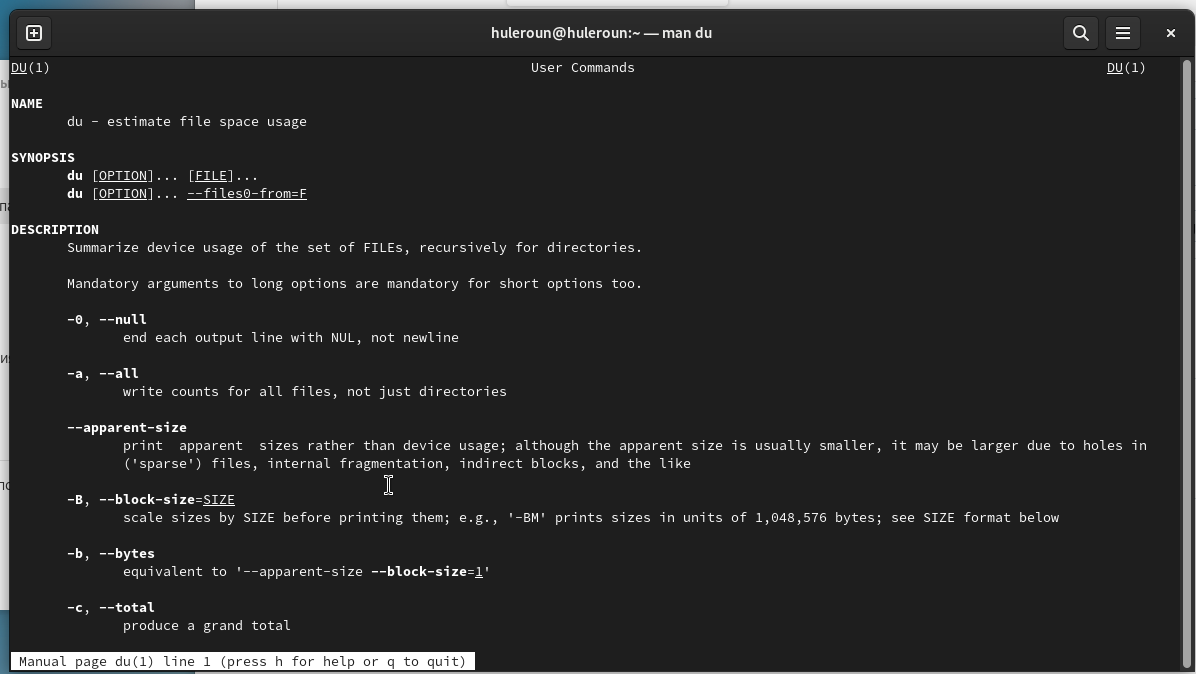 huleroun@huleroun:~ — man du
DU(1) User Commands DU(1)
NAME
du - estimate file space usage
SYNOPSIS
du [OPTION]... [FILE]...
du [OPTION]... --files0-from=F
DESCRIPTION
Summarize device usage of the set of FILEs, recursively for directories.
Mandatory arguments to long options are mandatory for short options too.
-0, --null
end each output line with NUL, not newline
-a, --all
write counts for all files, not just directories
--apparent-size
print  apparent  sizes rather than device usage; although the apparent size is usually smaller, it may be larger due to holes in
('sparse') files, internal fragmentation, indirect blocks, and the like
-B, --block-size=SIZE
scale sizes by SIZE before printing them; e.g., '-BM' prints sizes in units of 1,048,576 bytes; see SIZE format below
-b, --bytes
equivalent to '--apparent-size --block-size=1'
-c, --total
produce a grand total
Manual page du(1) line 1 (press h for help or q to quit)